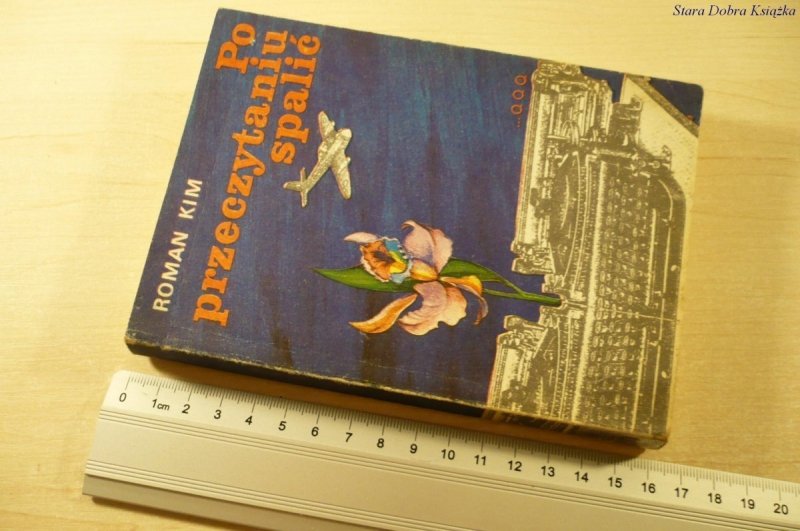 Stara Dobra Książka
ROMAN KIM
Po
przeczytaniu
spalić
0 1cm 2 3 4 5 6 7 8 9 10 11 12 13 14 15 16 17 18 19 20